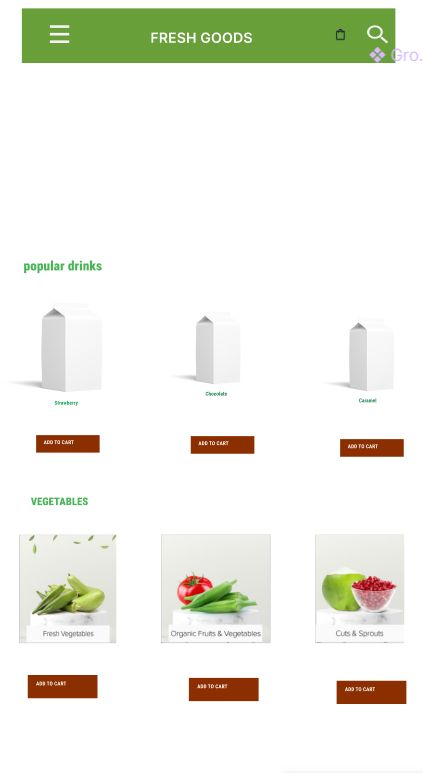 FRESH GOODS
Gro.
popular drinks
Strawberry
Chocolate
Caramel
ADD TO CART
ADD TO CART
ADD TO CART
VEGETABLES
Fresh Vegetables
Organic Fruits & Vegetables
Cuts & Sprouts
ADD TO CART
ADD TO CART
ADD TO CART